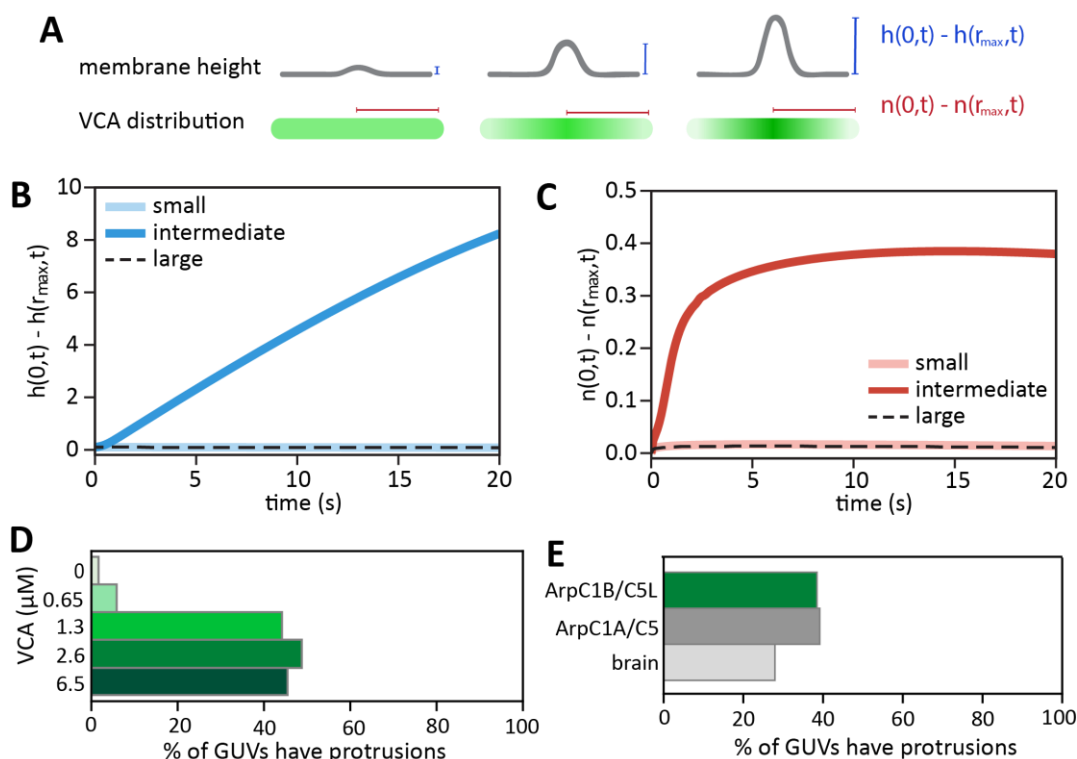 A
membrane height
h(0,t) - h(rmax,t)
VCA distribution
n(0,t) - n(rmax,t)
B
h(0,t) - h(rmax,t)
10
8
6
4
2
0
small
intermediate
large
0 5 10 15 20
time (s)
C
n(0,t) - n(rmax,t)
0.5
0.4
0.3
0.2
0.1
0.0
small
intermediate
large
0 5 10 15 20
time (s)
D
VCA (μM)
0
0.65
1.3
2.6
6.5
0 20 40 60 80 100
% of GUVs have protrusions
E
ArpC1B/C5L
ArpC1A/C5
brain
0 20 40 60 80 100
% of GUVs have protrusions